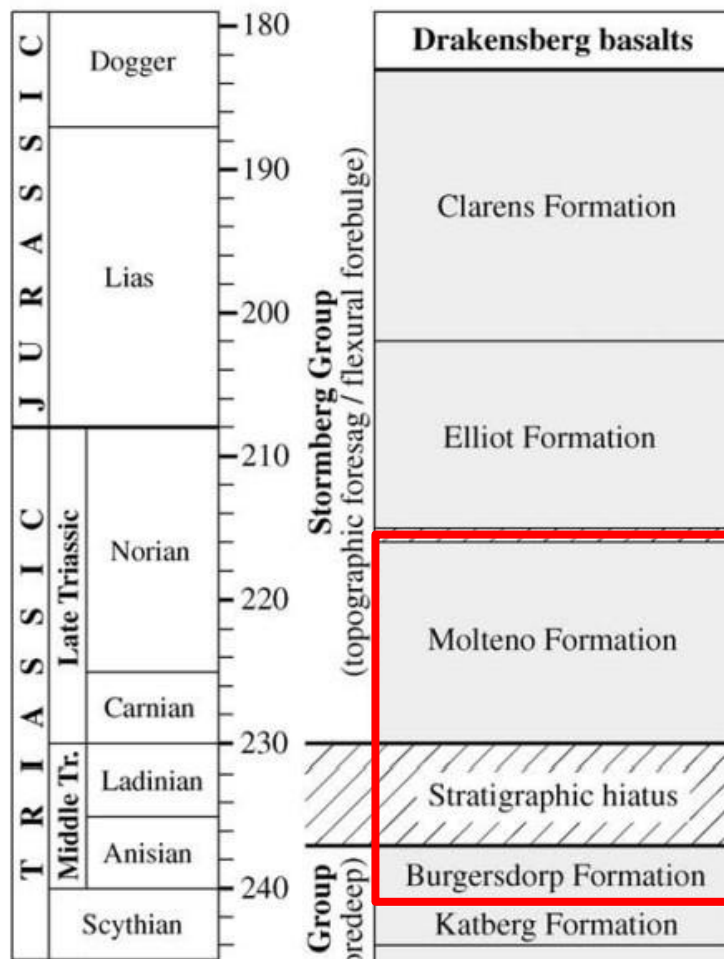 JURASSIC
TRIASSIC
Dogger
Lias
Late Triassic
Norian
Carnian
Middle Tr.
Ladinian
Anisian
Scythian
180
190
200
210
220
230
240
Stormberg Group
(topographic foresag / flexural forebulge)
Group
Drakensberg basalts
Clarens Formation
Elliot Formation
Molteno Formation
Stratigraphic hiatus
Burgersdorp Formation
Katberg Formation